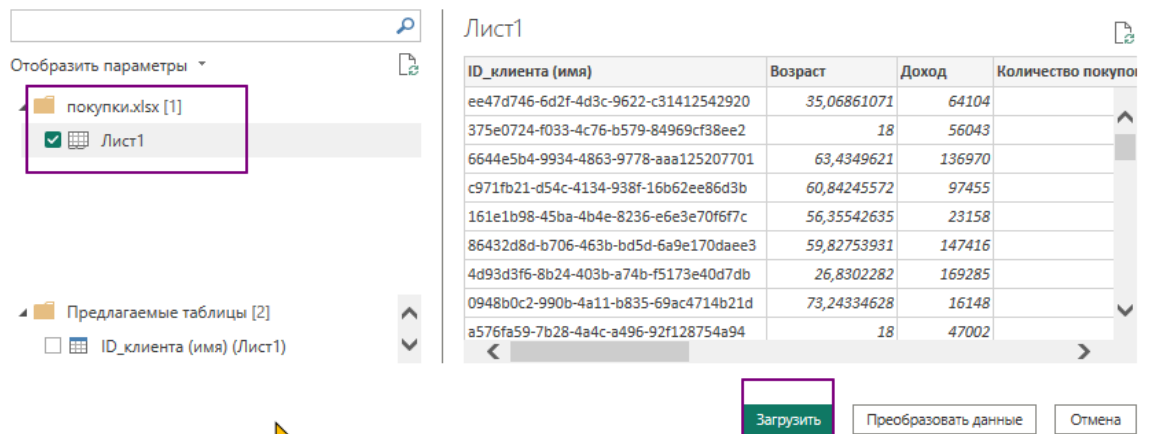 Отобразить параметры
покупки.xlsx [1]
Лист1
Предлагаемые таблицы [2]
ID_клиента (имя) (Лист1)
Лист1
ID_клиента (имя) Возраст Доход Количество покупо
ee47d746-6d2f-4d3c-9622-c31412542920 35,06861071 64104
375e0724-f033-4c76-b579-84969cf38ee2 18 56043
6644e5b4-9934-4863-9778-aaa125207701 63,4349621 136970
c971fb21-d54c-4134-938f-16b62ee86d3b 60,84245572 97455
161e1b98-45ba-4b4e-8236-e6e3e70f6f7c 56,35542635 23158
86432d8d-b706-463b-bd5d-6a9e170daee3 59,82753931 147416
4d93d3f6-8b24-403b-a74b-f5173e40d7db 26,8302282 169285
0948b0c2-990b-4a11-b835-69ac4714b21d 73,24334628 16148
a576fa59-7b28-4a4c-a496-92f128754a94 18 47002
Загрузить Преобразовать данные Отмена